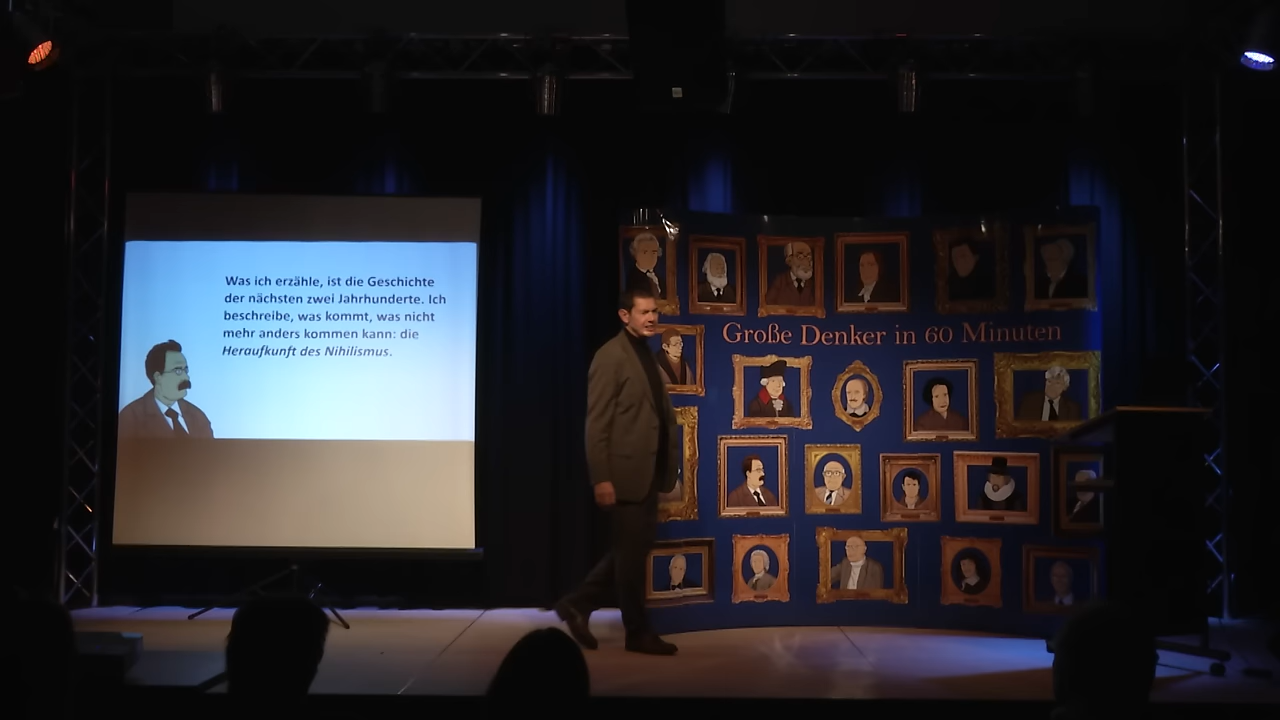 Was ich erzähle, ist die Geschichte
der nächsten zwei Jahrhunderte. Ich
beschreibe, was kommt, was nicht
mehr anders kommen kann: die
Heraufkunft des Nihilismus.
Große Denker in 60 Minuten